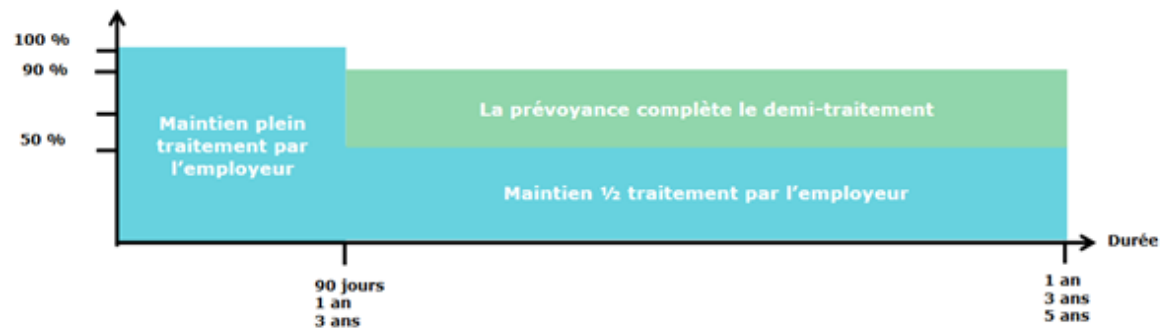 100 %
90 %
50 %
Maintien plein
traitement par
l’employeur
La prévoyance complète le demi-traitement
Maintien ½ traitement par l’employeur
Durée
90 jours
1 an
3 ans
1 an
3 ans
5 ans